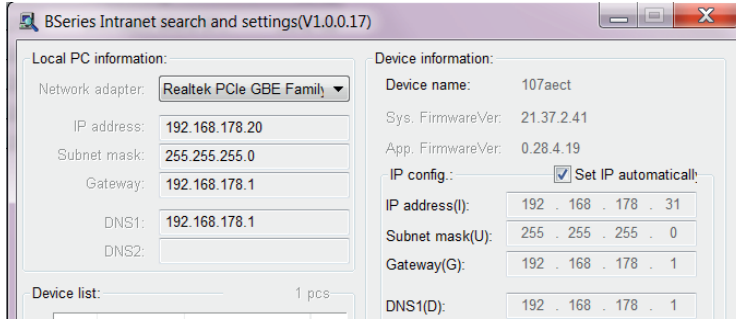 BSeries Intranet search and settings(V1.0.0.17)
Local PC information:
Network adapter: Realtek PCIe GBE Family
IP address: 192.168.178.20
Subnet mask: 255.255.255.0
Gateway: 192.168.178.1
DNS1: 192.168.178.1
DNS2:
Device list: 1 pcs
Device information:
Device name: 107aect
Sys. FirmwareVer: 21.37.2.41
App. FirmwareVer: 0.28.4.19
IP config.: Set IP automatically
IP address(I): 192 . 168 . 178 . 31
Subnet mask(U): 255 . 255 . 255 . 0
Gateway(G): 192 . 168 . 178 . 1
DNS1(D): 192 . 168 . 178 . 1